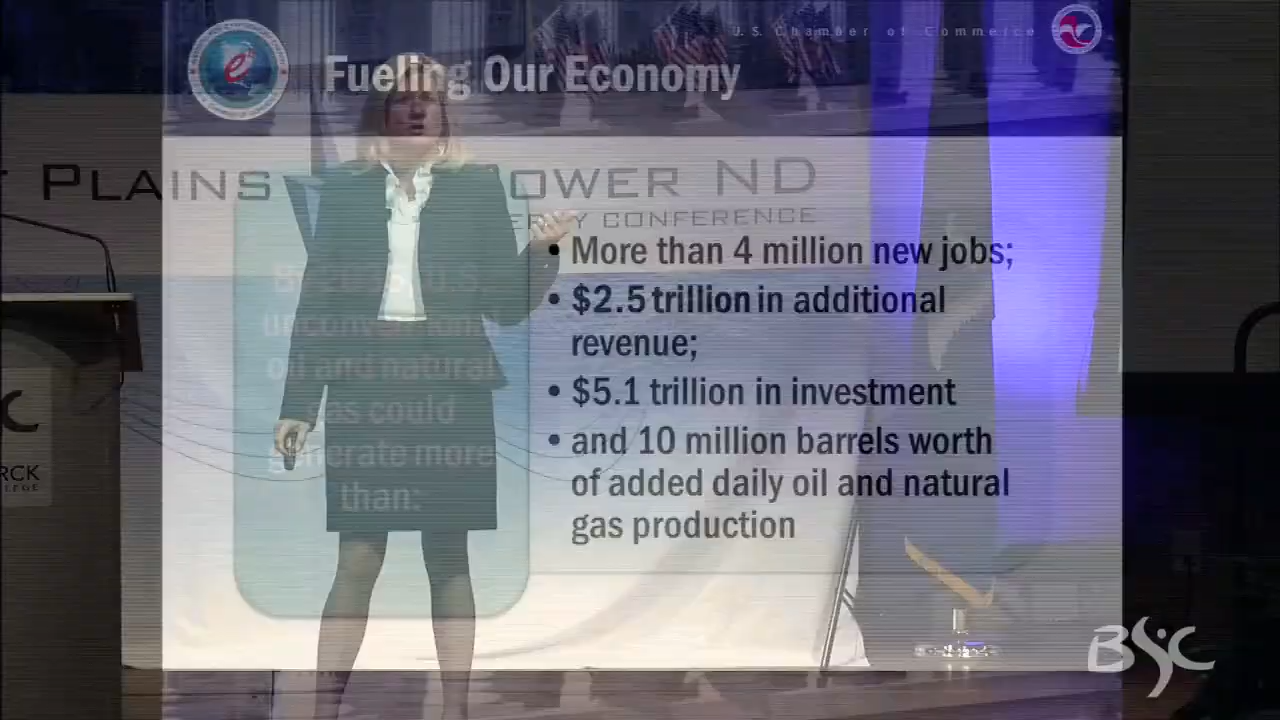 U.S. Chamber of Commerce
Fueling Our Economy
PLAINS OWER ND
CONFERENCE
• More than 4 million new jobs;
• $2.5 trillion in additional
revenue;
• $5.1 trillion in investment
• and 10 million barrels worth
of added daily oil and natural
gas production
oil and natural
gas could
generate more
than:
C
RCK
LEGE
BSC